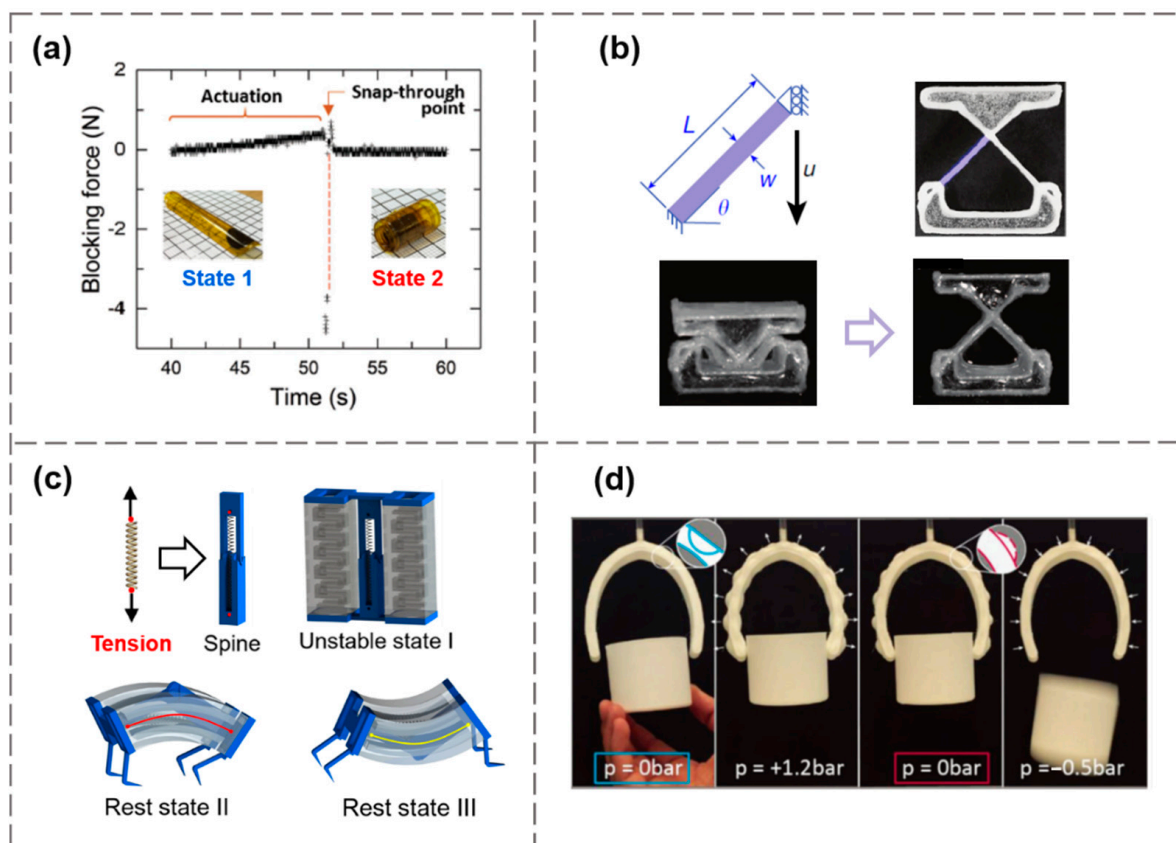 (a)
2
0
-2
-4
Blocking force (N)
Actuation
Snap-through
point
State 1
State 2
40
45
50
55
60
Time (s)
(b)
L
w
θ
u
(c)
Tension
Spine
Unstable state I
Rest state II
Rest state III
(d)
p = 0bar
p = +1.2bar
p = 0bar
p =−0.5bar